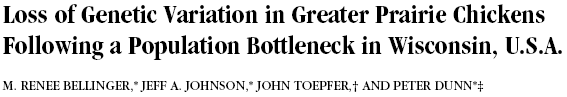 Loss of Genetic Variation in Greater Prairie Chickens
Following a Population Bottleneck in Wisconsin, U.S.A.
M. RENEE BELLINGER,* JEFF A. JOHNSON,* JOHN TOEPFER,† AND PETER DUNN*‡